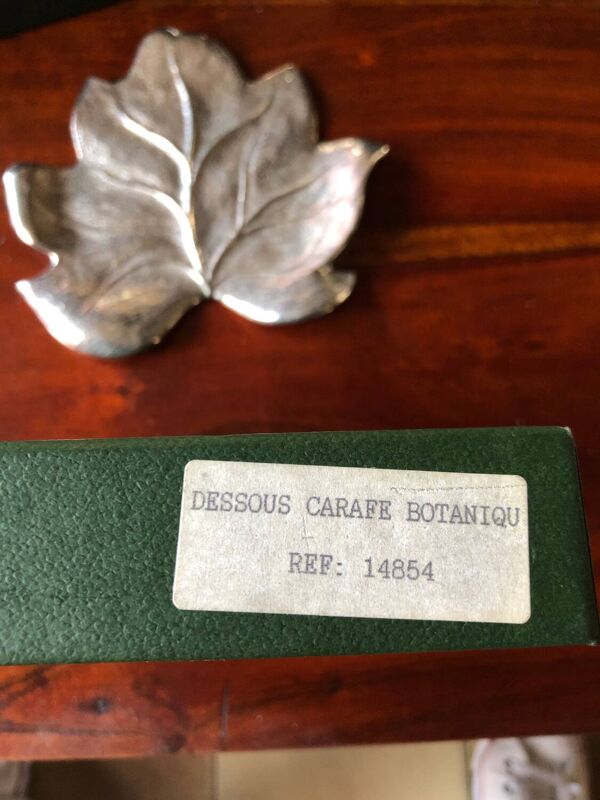 DESSOUS CARAFE BOTANIQU
REF: 14854